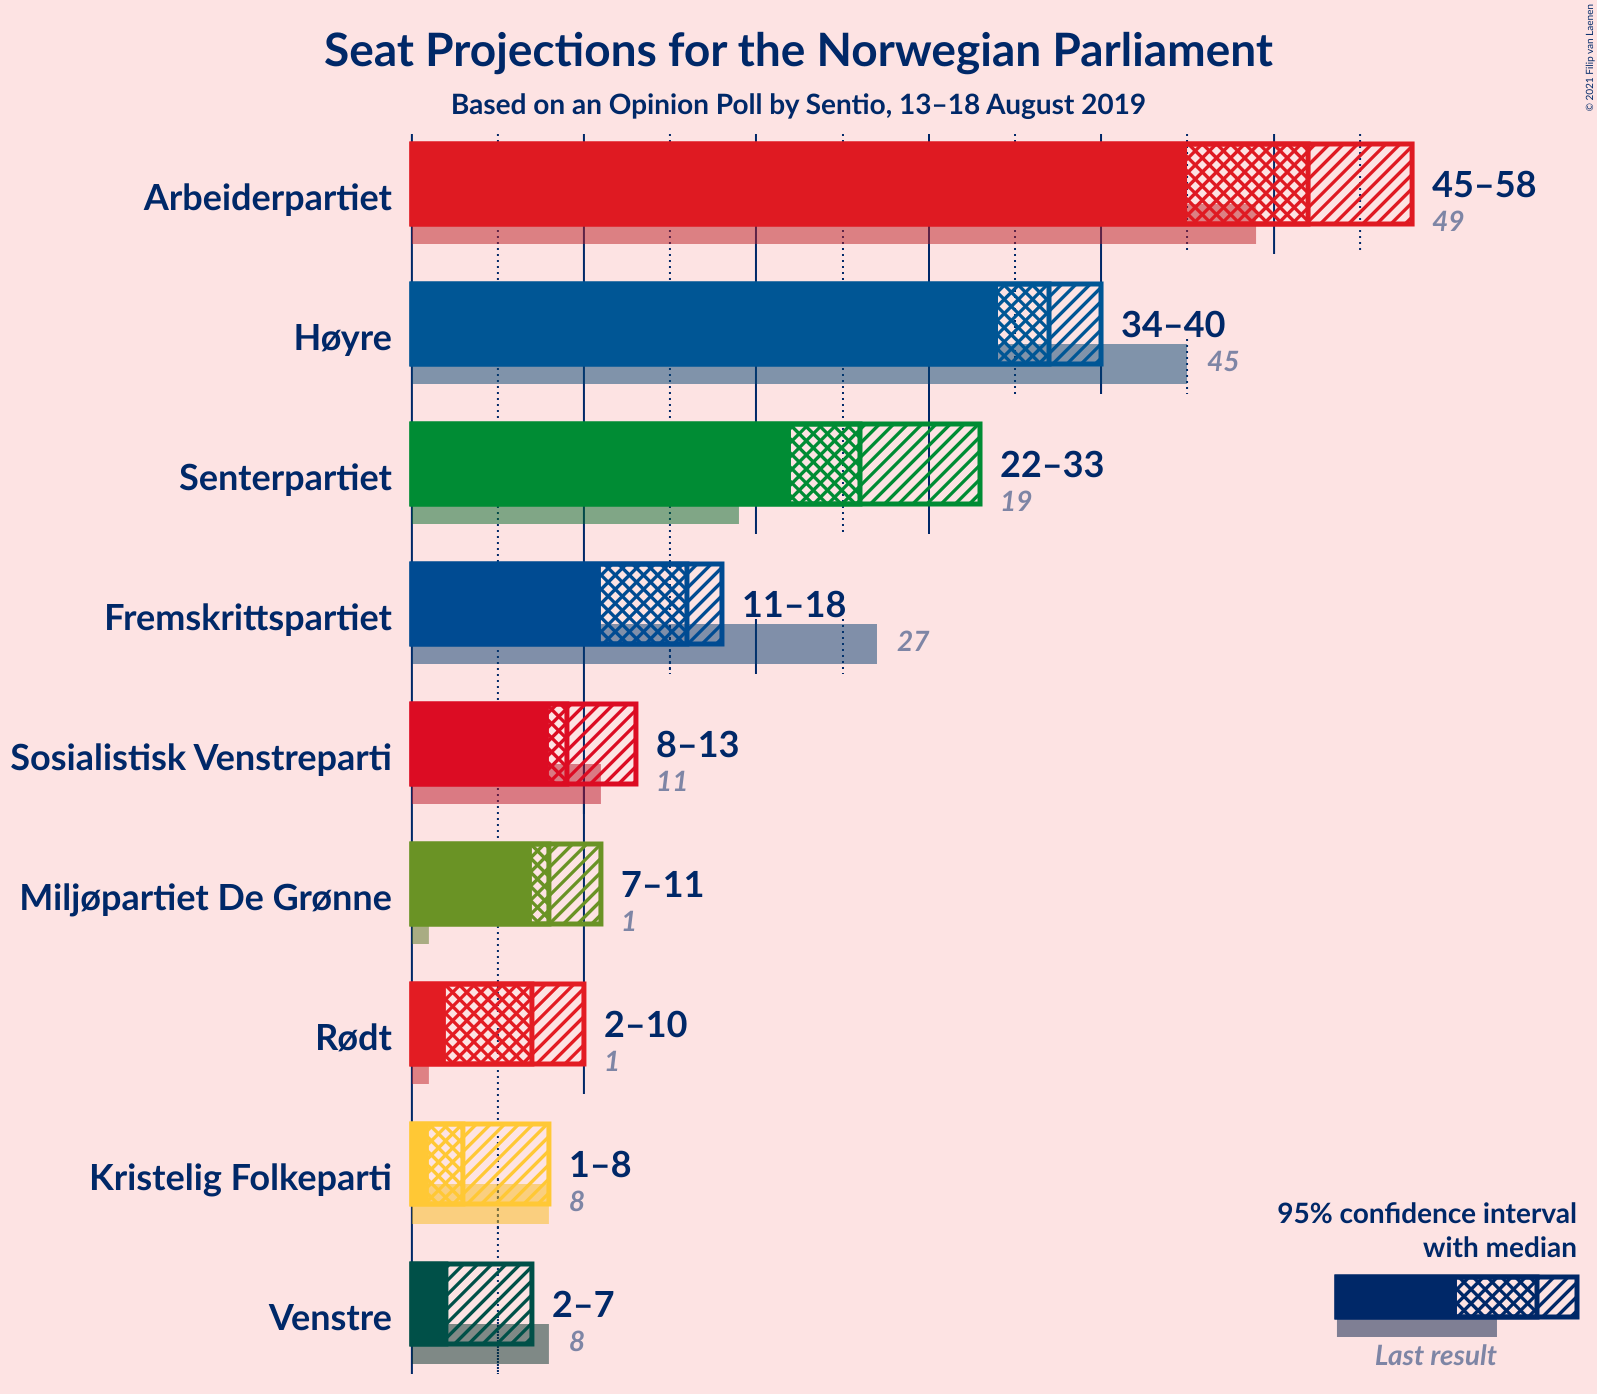 Seat Projections for the Norwegian Parliament
Based on an Opinion Poll by Sentio, 13–18 August 2019
© 2021 Filip van Laenen
Arbeiderpartiet
45–58
49
Høyre
34–40
45
Senterpartiet
22–33
19
Fremskrittspartiet
11–18
27
Sosialistisk Venstreparti
8–13
11
Miljøpartiet De Grønne
7–11
1
Rødt
2–10
1
Kristelig Folkeparti
1–8
8
Venstre
2–7
8
95% confidence interval
with median
Last result